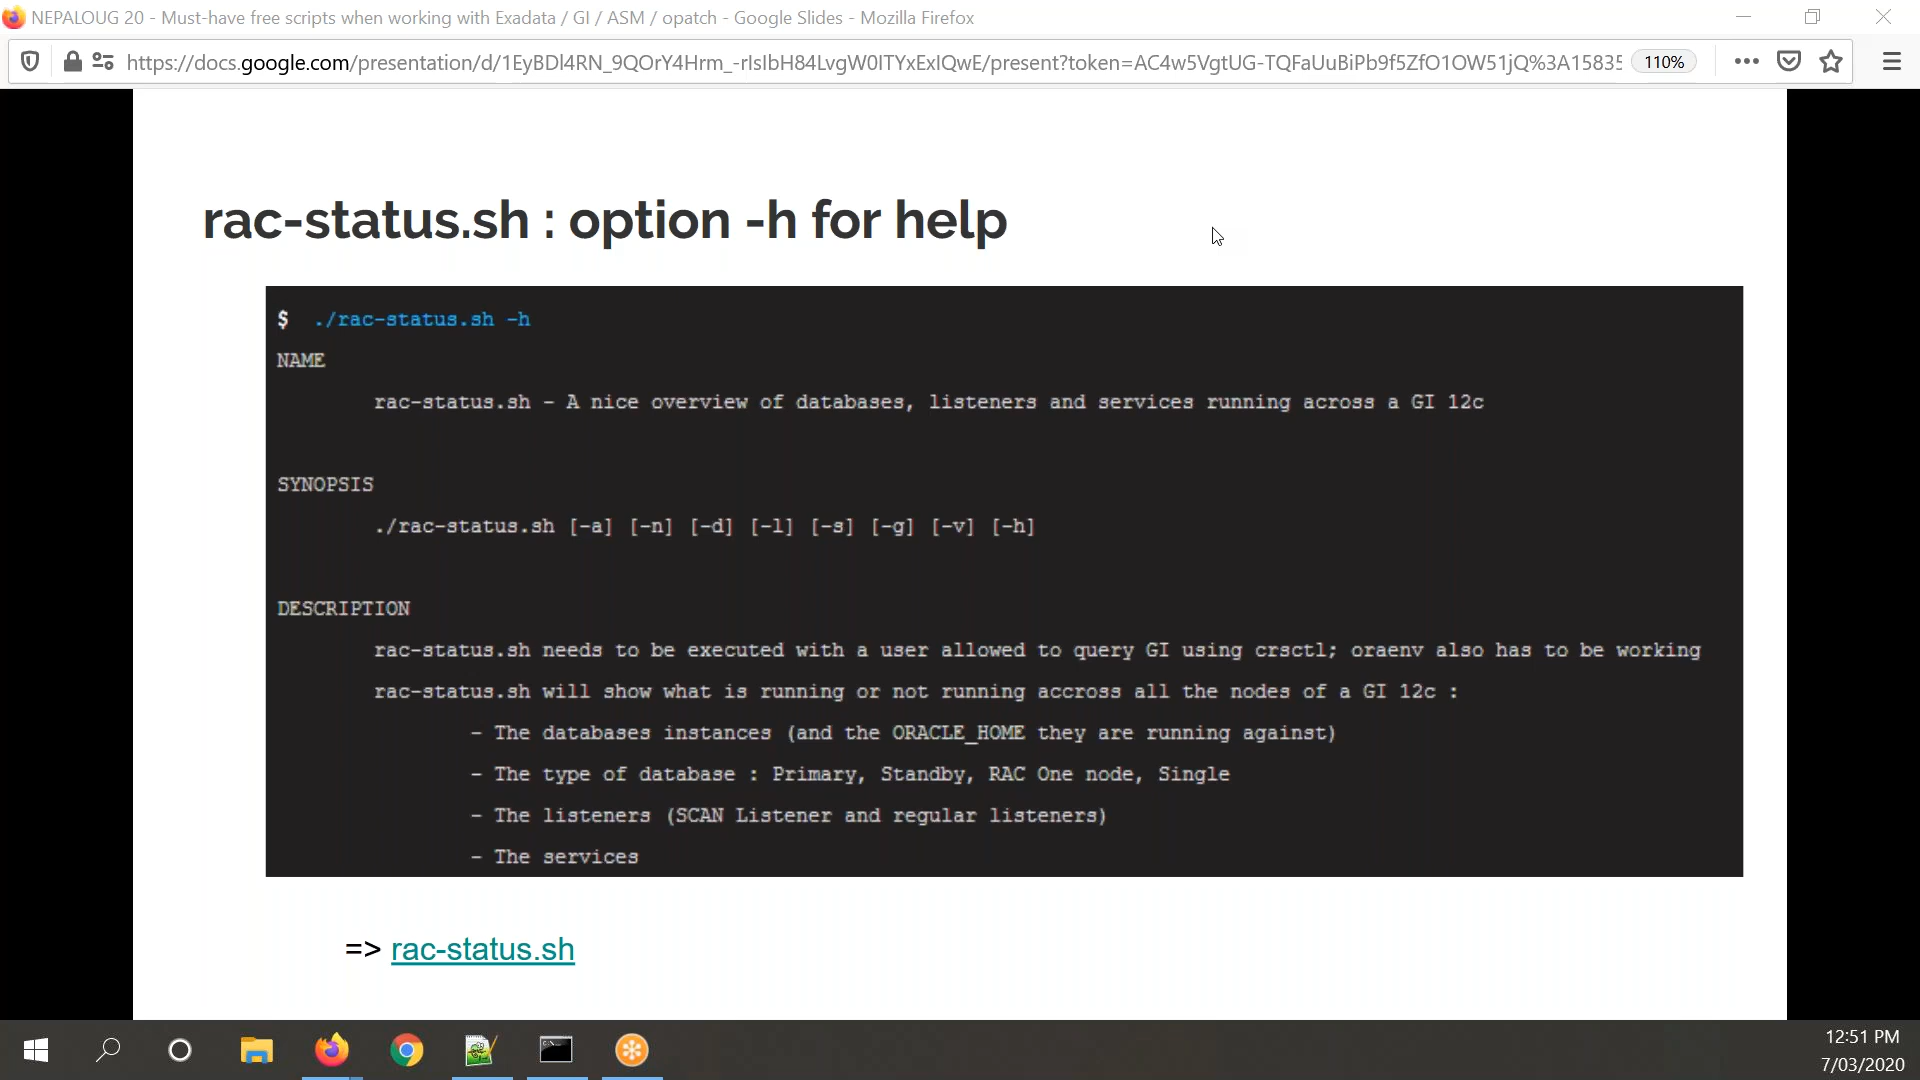 NEPALOUG 20 - Must-have free scripts when working with Exadata / GI / ASM / opatch - Google Slides - Mozilla Firefox
https://docs.google.com/presentation/d/1EyBDl4RN_9QOrY4Hrm_-rIsIbH84LvgW0ITYxExIQwE/present?token=AC4w5VgtUG-TQFaUuBiPb9f5ZfO1OW51jQ%3A15835 110%
rac-status.sh : option -h for help
$ ./rac-status.sh -h
NAME
rac-status.sh - A nice overview of databases, listeners and services running across a GI 12c
SYNOPSIS
./rac-status.sh [-a] [-n] [-d] [-l] [-s] [-g] [-v] [-h]
DESCRIPTION
rac-status.sh needs to be executed with a user allowed to query GI using crsctl; oraenv also has to be working
rac-status.sh will show what is running or not running accross all the nodes of a GI 12c :
- The databases instances (and the ORACLE_HOME they are running against)
- The type of database : Primary, Standby, RAC One node, Single
- The listeners (SCAN Listener and regular listeners)
- The services
=> rac-status.sh
12:51 PM
7/03/2020